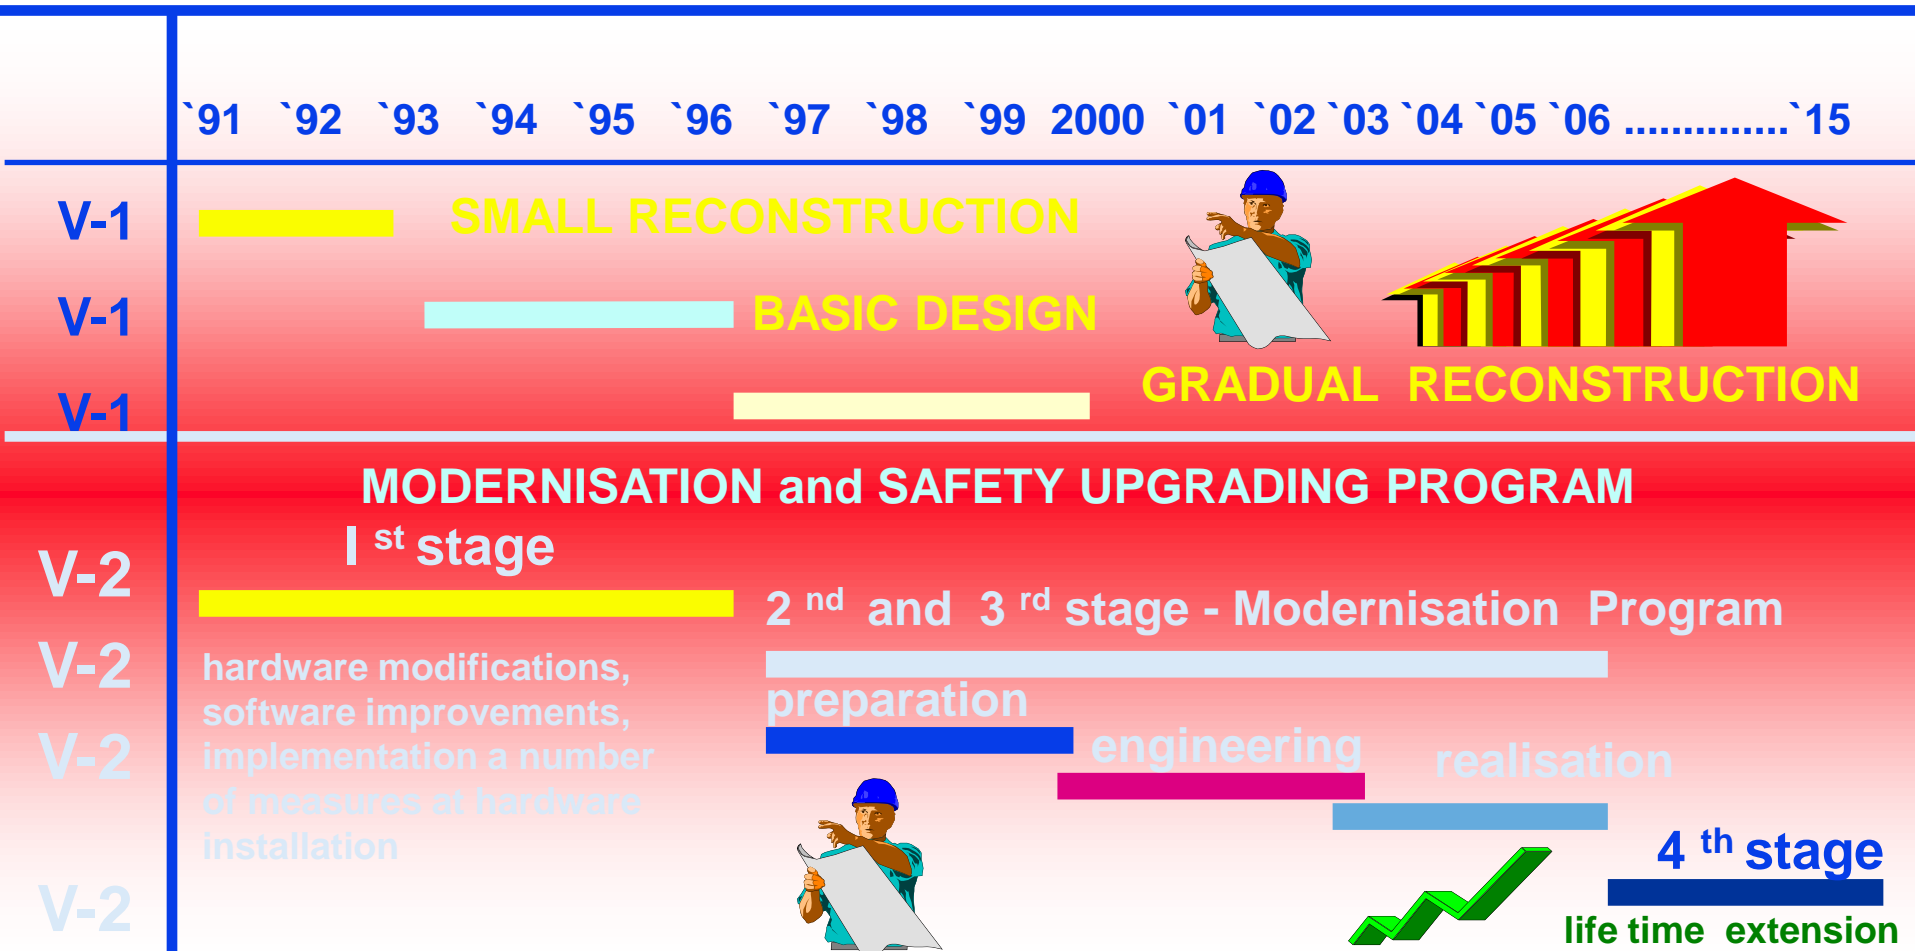 `91 `92 `93 `94 `95 `96 `97 `98 `99 2000 `01 `02 `03 `04 `05 `06 ..............`15
V-1 SMALL RECONSTRUCTION
V-1 BASIC DESIGN
GRADUAL RECONSTRUCTION
V-1
MODERNISATION and SAFETY UPGRADING PROGRAM
I st stage
V-2
2 nd and 3 rd stage - Modernisation Program
V-2
hardware modifications,
software improvements,
implementation a number
of measures at hardware
installation
preparation
V-2
engineering
realisation
4 th stage
V-2
life time extension